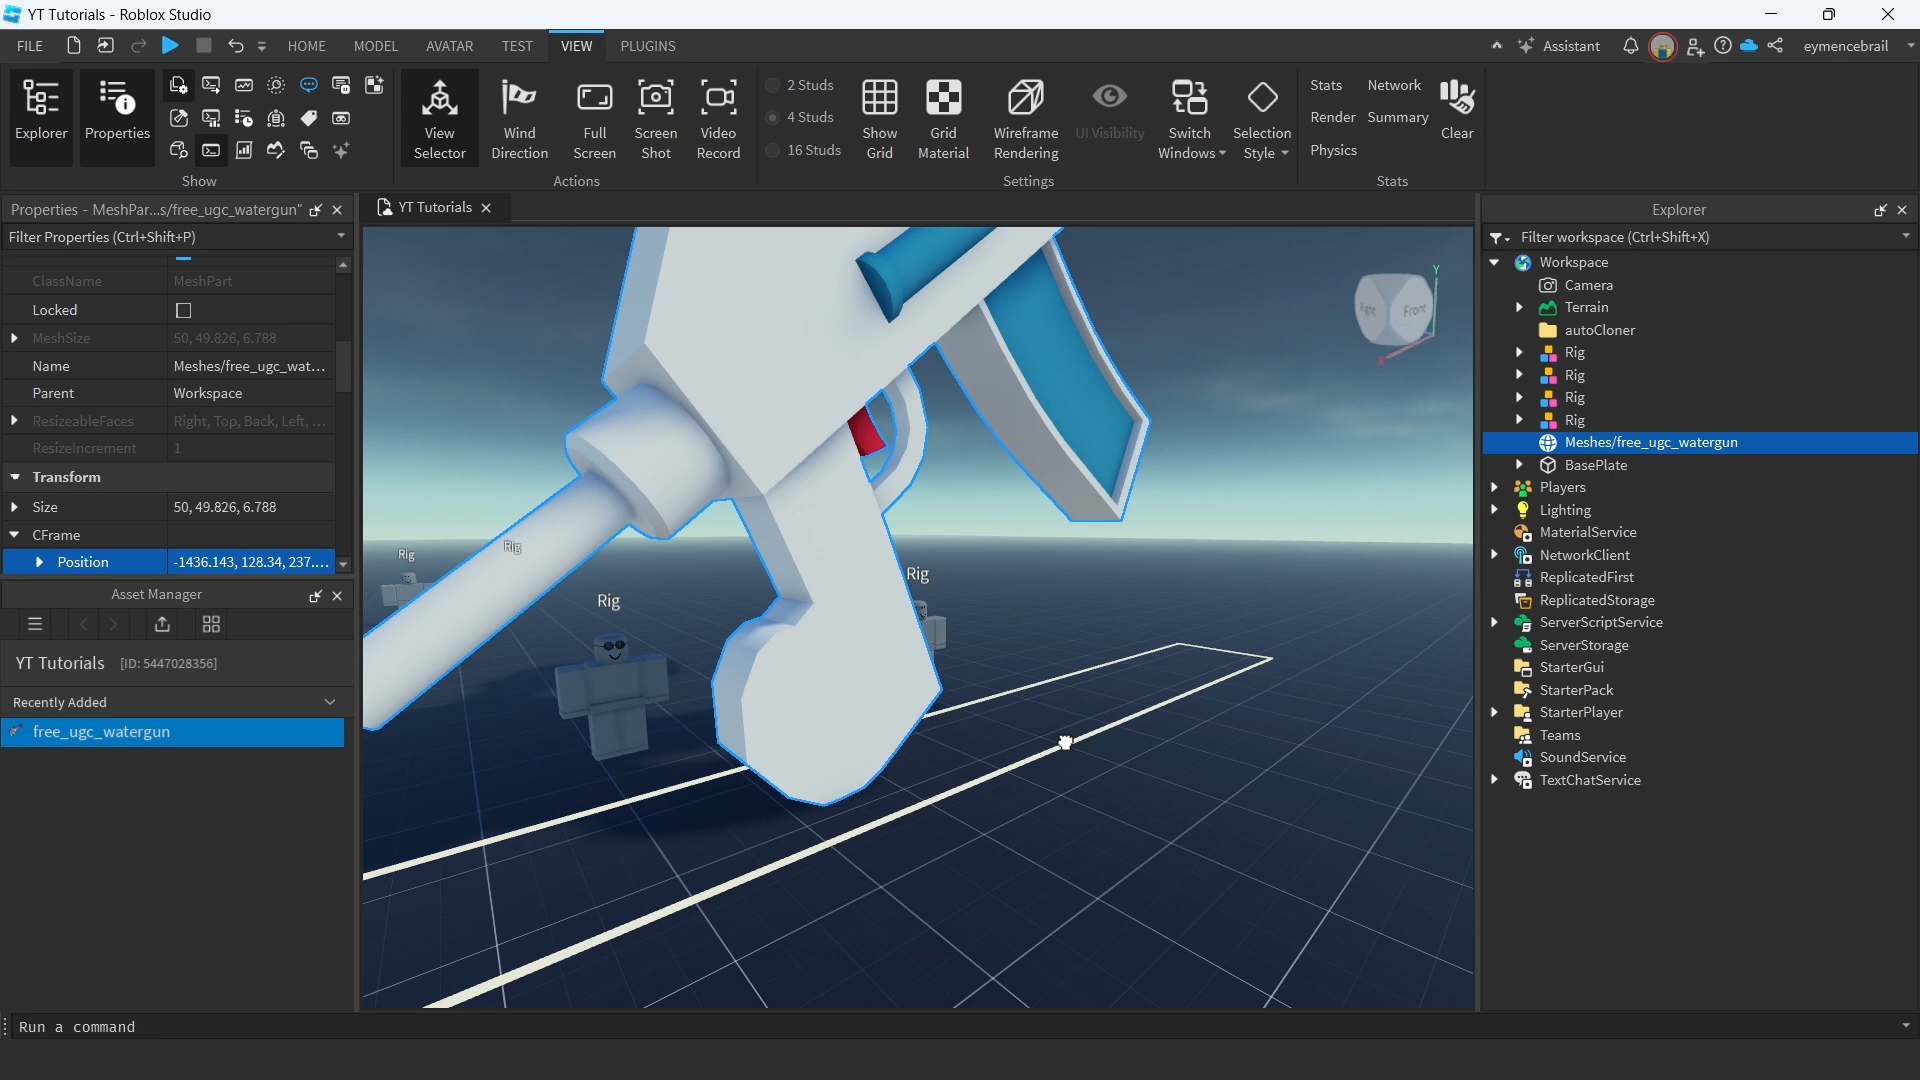 YT Tutorials - Roblox Studio
FILE HOME MODEL AVATAR TEST VIEW PLUGINS Assistant eymencebrail
Explorer Properties View Selector Wind Direction Full Screen Screen Shot Video Record
2 Studs
4 Studs
16 Studs
Show Grid Grid Material Wireframe Rendering UI Visibility Switch Windows Selection Style
Stats Network
Render Summary
Physics
Clear
Show Actions Settings Stats
Properties - MeshPar...s/free_ugc_watergun"
Filter Properties (Ctrl+Shift+P)
ClassName MeshPart
Locked
MeshSize 50, 49.826, 6.788
Name Meshes/free_ugc_wat...
Parent Workspace
ResizeableFaces Right, Top, Back, Left, ...
ResizeIncrement 1
Transform
Size 50, 49.826, 6.788
CFrame
Position -1436.143, 128.34, 237....
Asset Manager
YT Tutorials [ID: 5447028356]
Recently Added
free_ugc_watergun
YT Tutorials
Y
Right Front
X
Rig
Rig
Rig
Rig
Explorer
Filter workspace (Ctrl+Shift+X)
Workspace
Camera
Terrain
autoCloner
Rig
Rig
Rig
Rig
Meshes/free_ugc_watergun
BasePlate
Players
Lighting
MaterialService
NetworkClient
ReplicatedFirst
ReplicatedStorage
ServerScriptService
ServerStorage
StarterGui
StarterPack
StarterPlayer
Teams
SoundService
TextChatService
Run a command